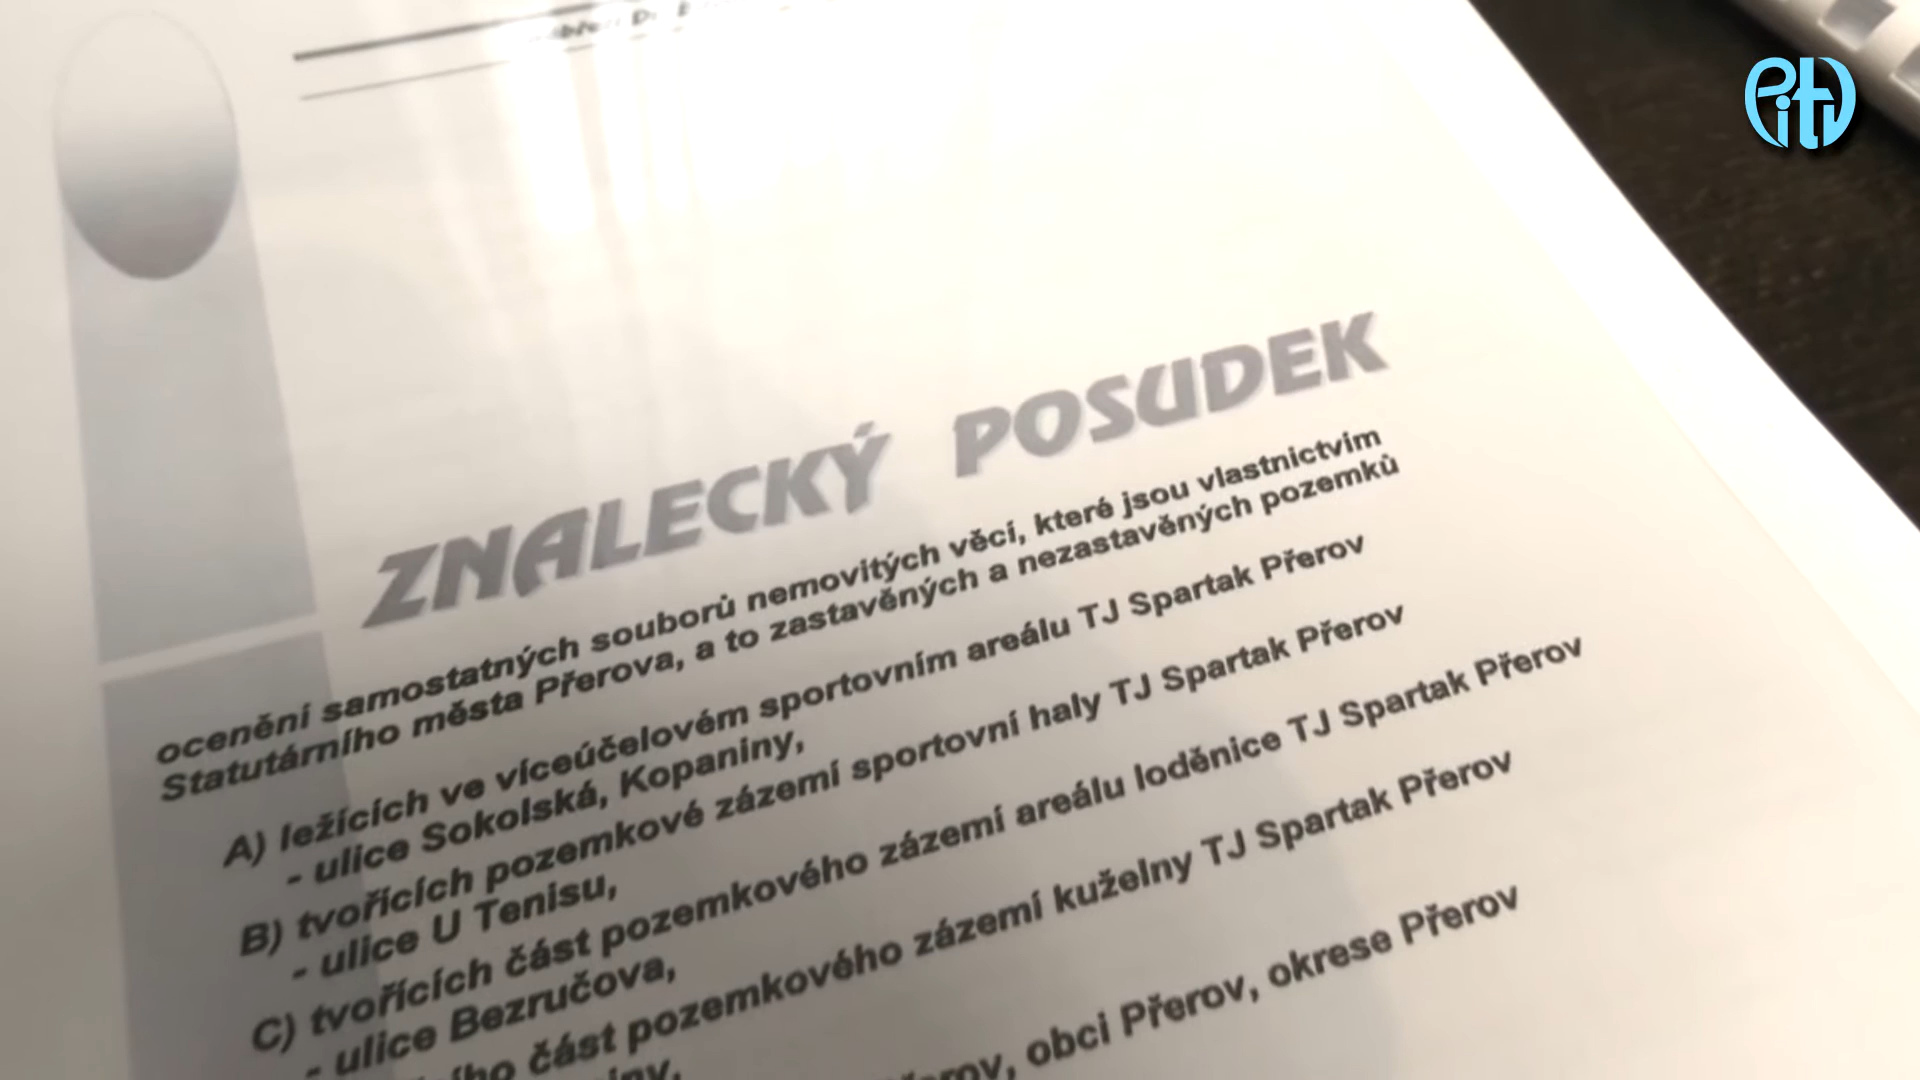 PiTV
ZNALECKÝ POSUDEK
ocenění samostatných souborů nemovitých věcí, které jsou vlastnictvím
Statutárního města Přerova, a to zastavěných a nezastavěných pozemků
A) ležících ve víceúčelovém sportovním areálu TJ Spartak Přerov
- ulice Sokolská, Kopaniny,
B) tvořících pozemkové zázemí sportovní haly TJ Spartak Přerov
- ulice U Tenisu,
C) tvořících část pozemkového zázemí areálu loděnice TJ Spartak Přerov
- ulice Bezručova,
část pozemkového zázemí kuželny TJ Spartak Přerov
obci Přerov, okrese Přerov